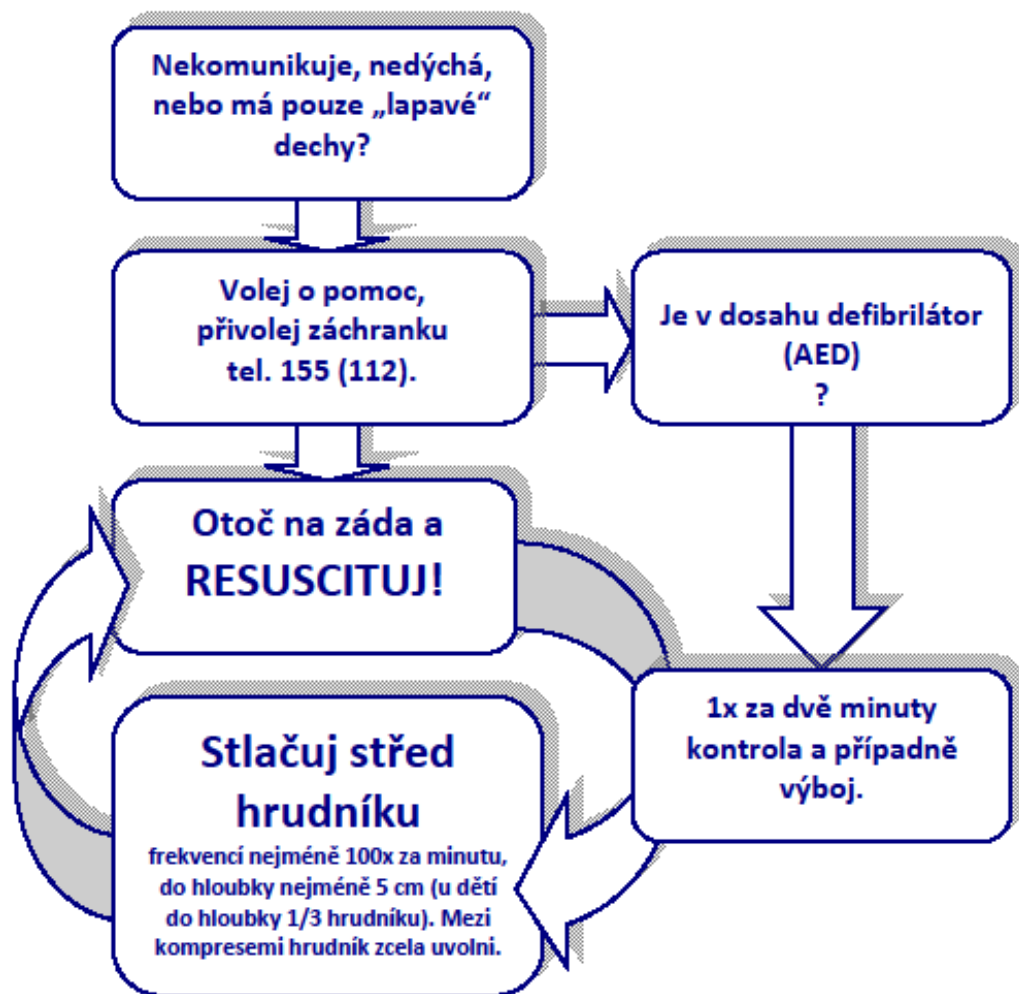 Nekomunikuje, nedýchá,
nebo má pouze „lapavé“
dechy?
Volej o pomoc,
přivolej záchranku
tel. 155 (112).
Je v dosahu defibrilátor
(AED)
?
Otoč na záda a
RESUSCITUJ!
1x za dvě minuty
kontrola a případně
výboj.
Stlačuj střed
hrudníku
frekvencí nejméně 100x za minutu,
do hloubky nejméně 5 cm (u dětí
do hloubky 1/3 hrudníku). Mezi
kompresemi hrudník zcela uvolni.